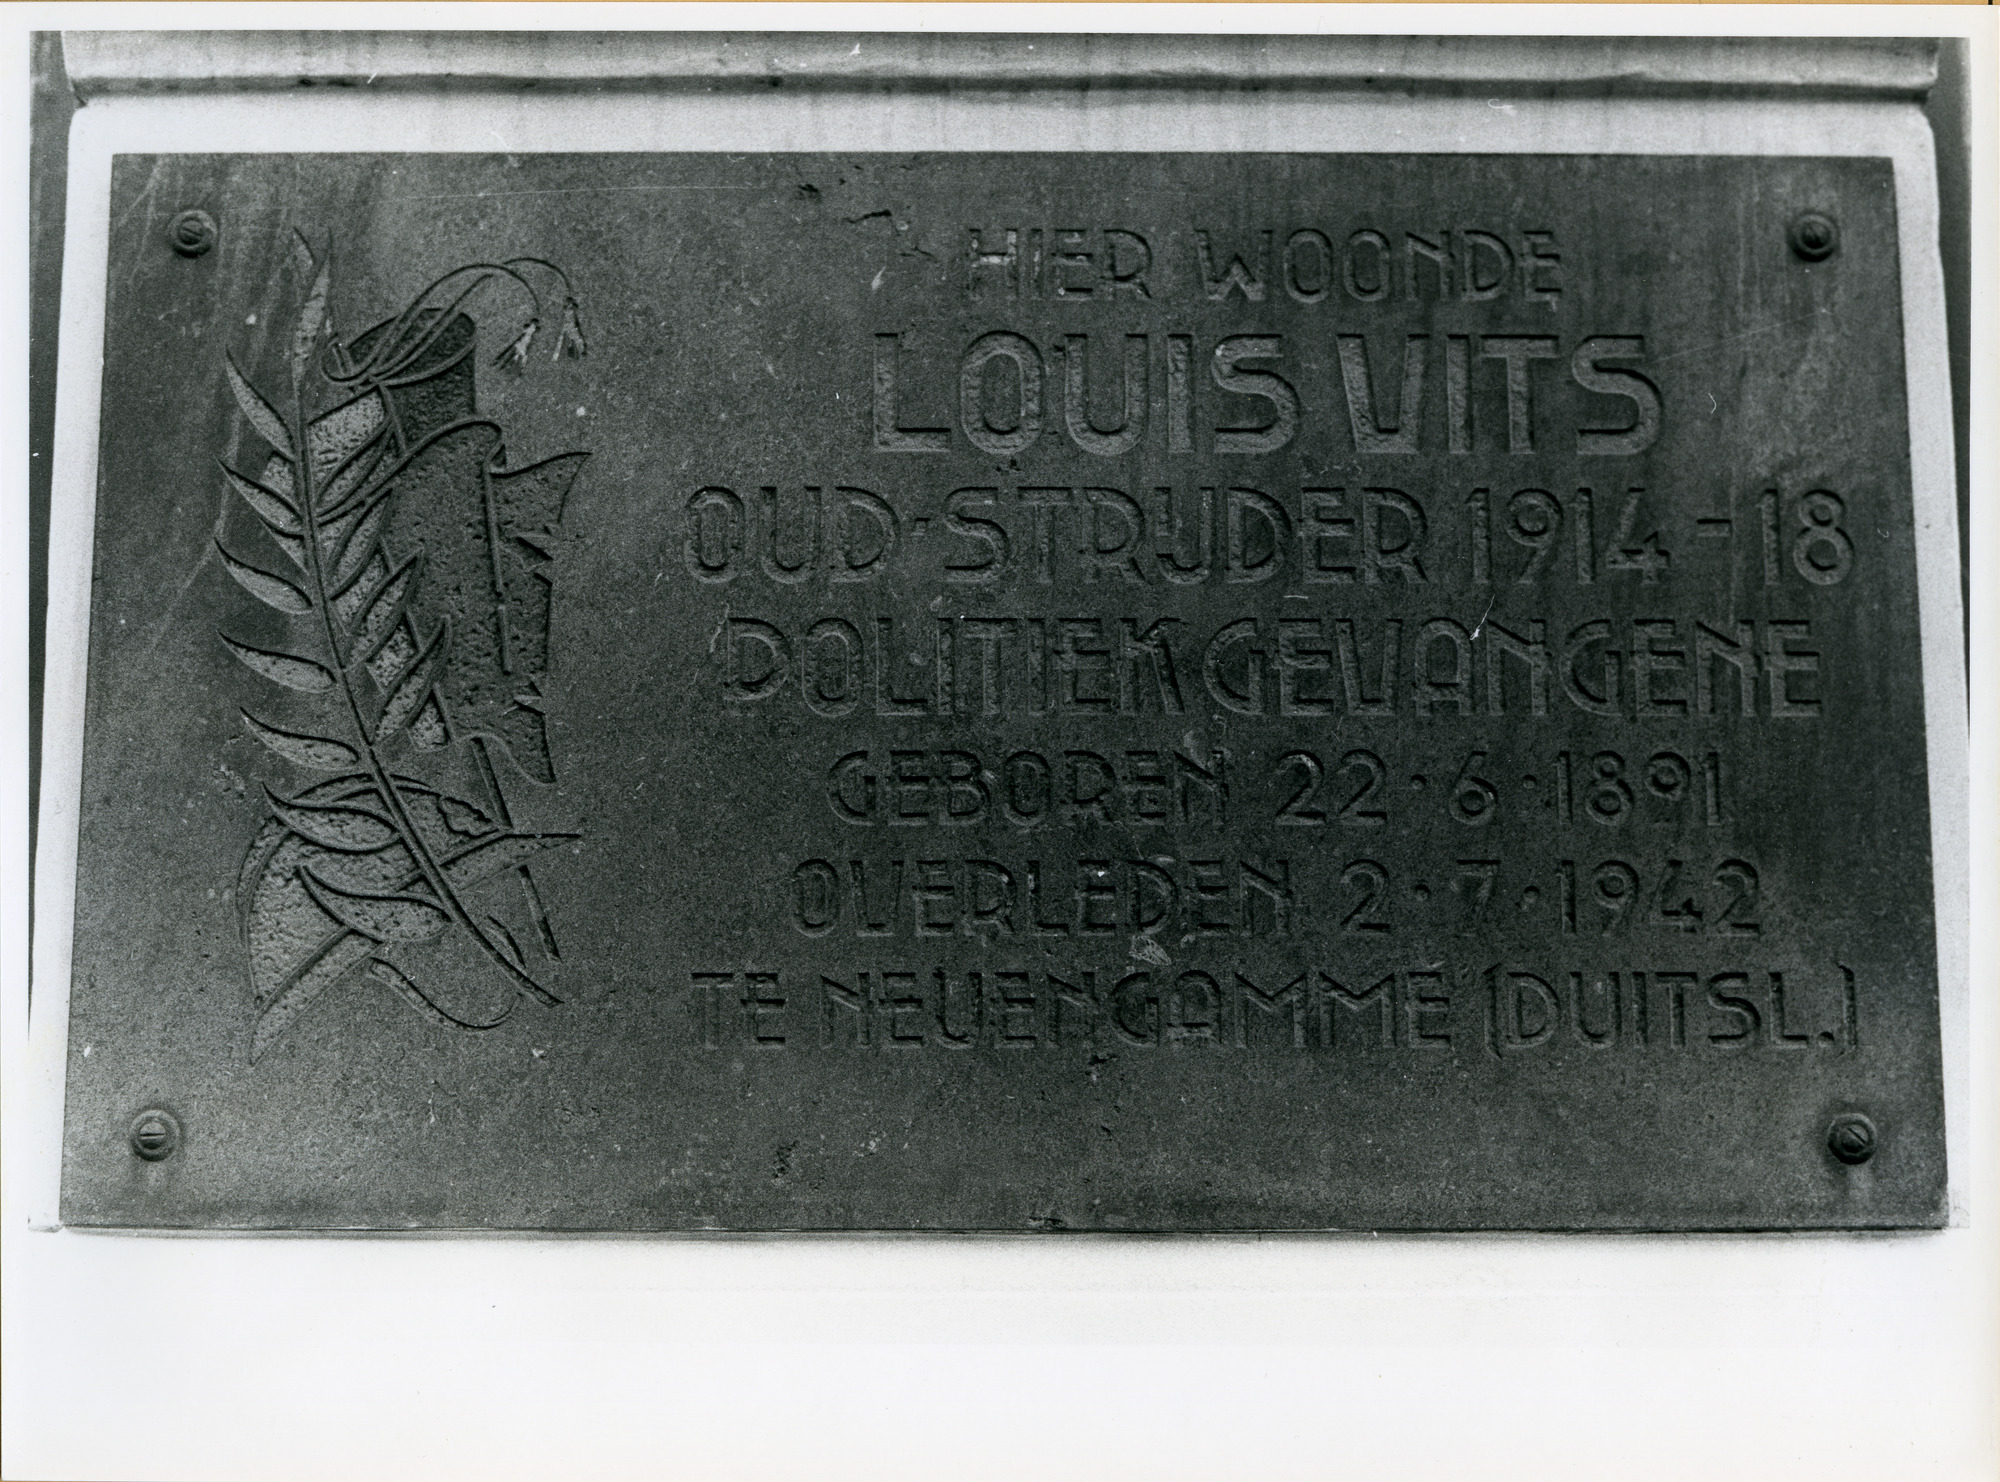 HIER WOONDE
LOUIS VITS
OUD-STRIJDER 1914-18
POLITIEK GEVANGENE
GEBOREN 22·6·1891
OVERLEDEN 2·7·1942
TE NEUENGAMME (DUITSL.)